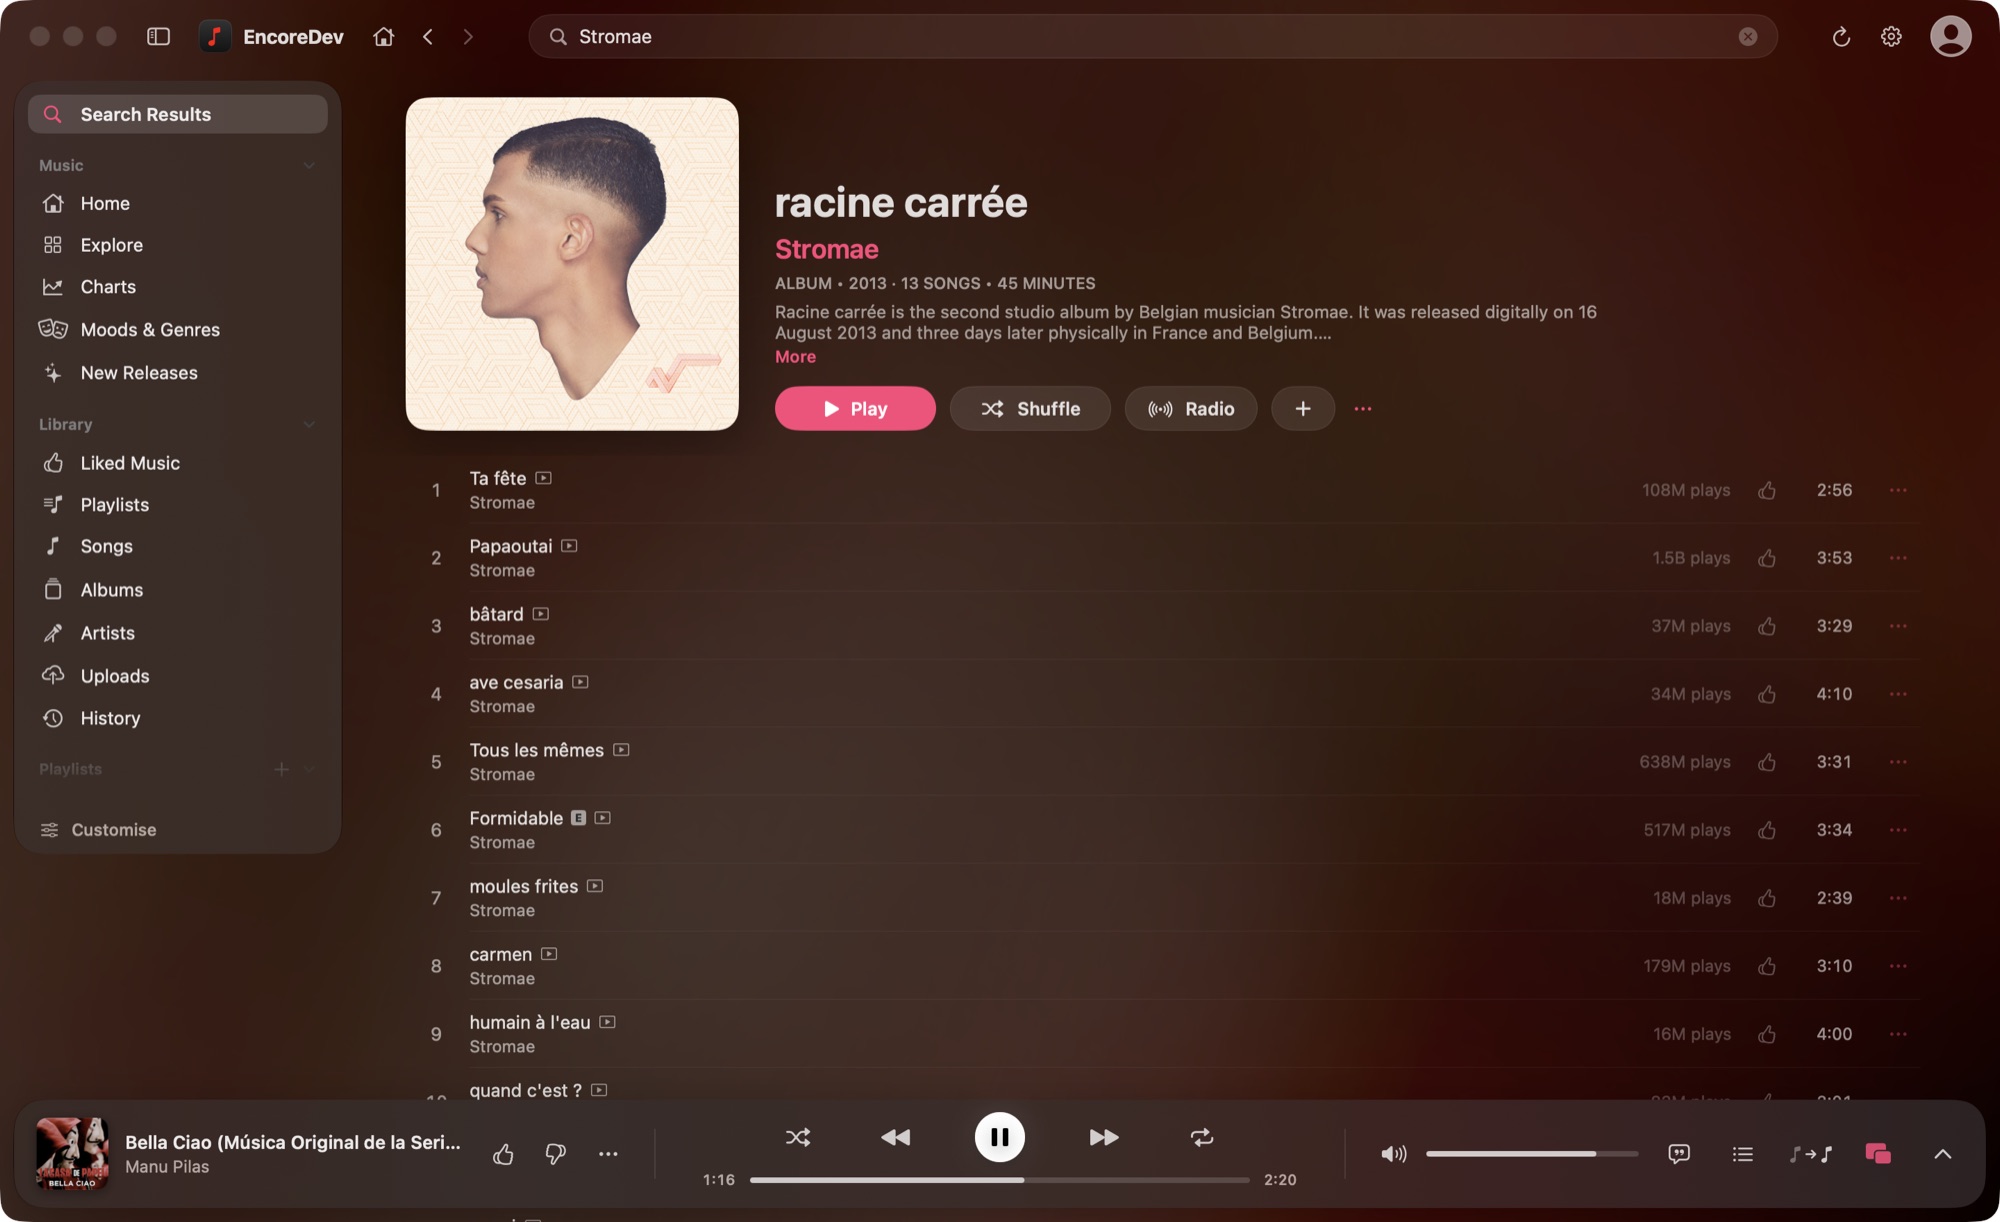 EncoreDev
Stromae
Search Results
Music
Home
Explore
Charts
Moods & Genres
New Releases
Library
Liked Music
Playlists
Songs
Albums
Artists
Uploads
History
Playlists
Customise
racine carrée
Stromae
ALBUM • 2013 · 13 SONGS • 45 MINUTES
Racine carrée is the second studio album by Belgian musician Stromae. It was released digitally on 16
August 2013 and three days later physically in France and Belgium....
More
Play Shuffle Radio
1 Ta fête 108M plays 2:56
Stromae
2 Papaoutai 1.5B plays 3:53
Stromae
3 bâtard 37M plays 3:29
Stromae
4 ave cesaria 34M plays 4:10
Stromae
5 Tous les mêmes 638M plays 3:31
Stromae
6 Formidable E 517M plays 3:34
Stromae
7 moules frites 18M plays 2:39
Stromae
8 carmen 179M plays 3:10
Stromae
9 humain à l'eau 16M plays 4:00
Stromae
quand c'est ?
BELLA CIAO
Bella Ciao (Música Original de la Seri...
Manu Pilas
1:16 2:20